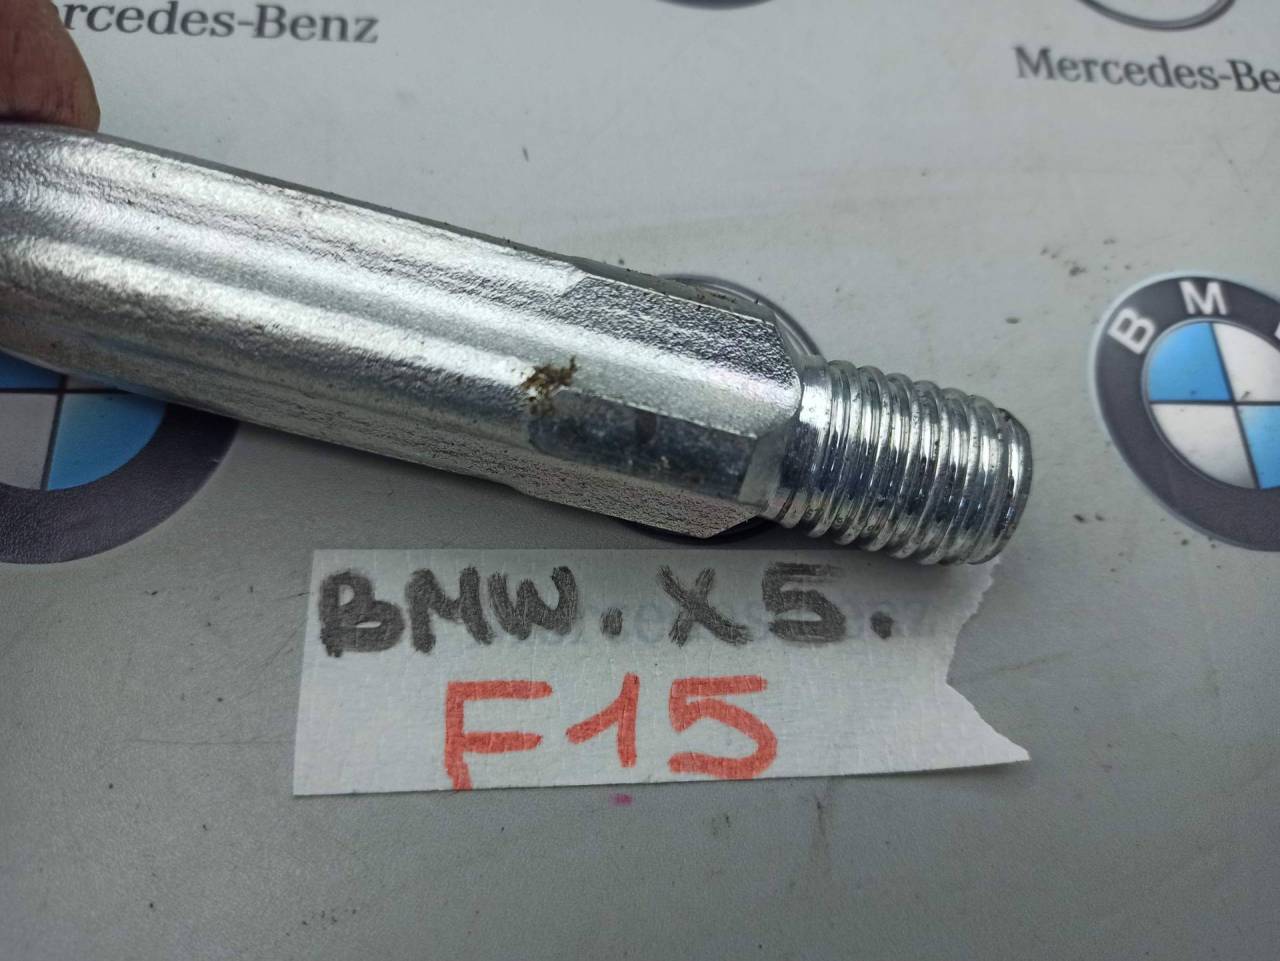 rcedes-Benz
Mercedes-Be
B M
BMW. X5.
F15